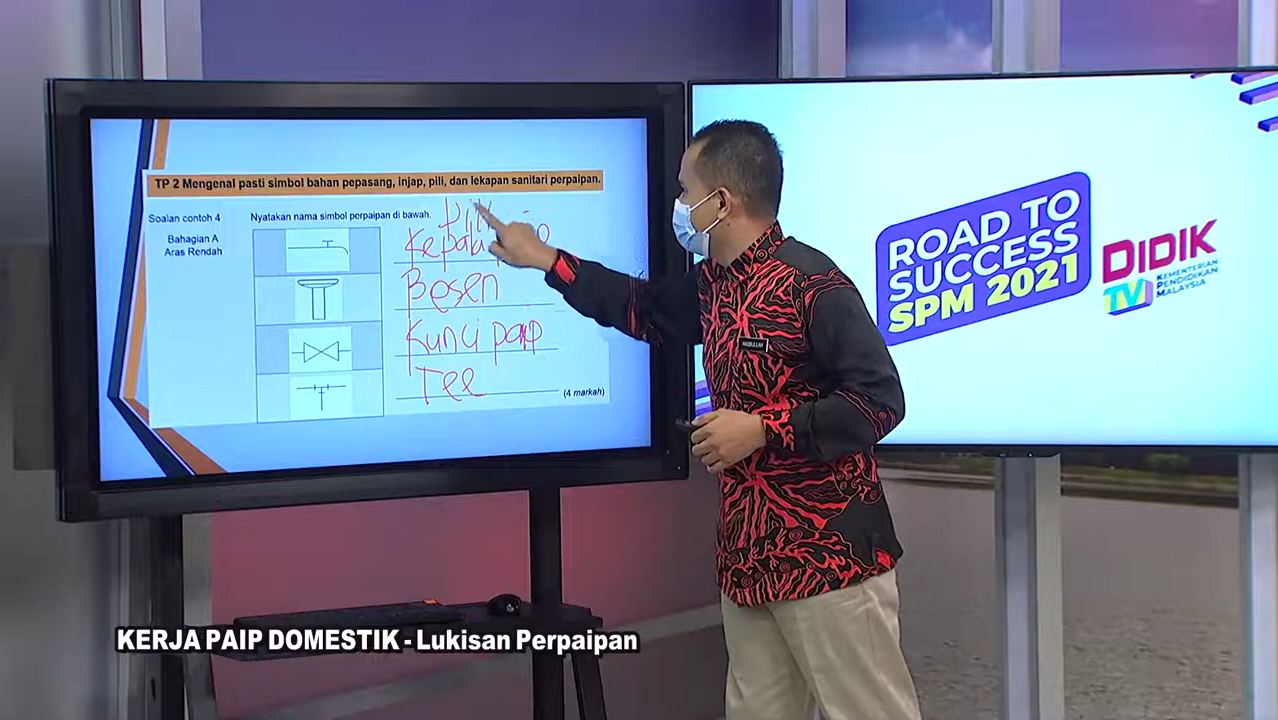 TP 2 Mengenal pasti simbol bahan pepasang, injap, pili, dan lekapan sanitari perpaipan.
Soalan contoh 4
Bahagian A
Aras Rendah
Nyatakan nama simbol perpaipan di bawah.
Kepala
Besen
Kunci paip
Tee
(4 markah)
ROAD TO
SUCCESS
SPM 2021
DIDIK
TV
KEMENTERIAN
PENDIDIKAN
MALAYSIA
KERJA PAIP DOMESTIK - Lukisan Perpaipan